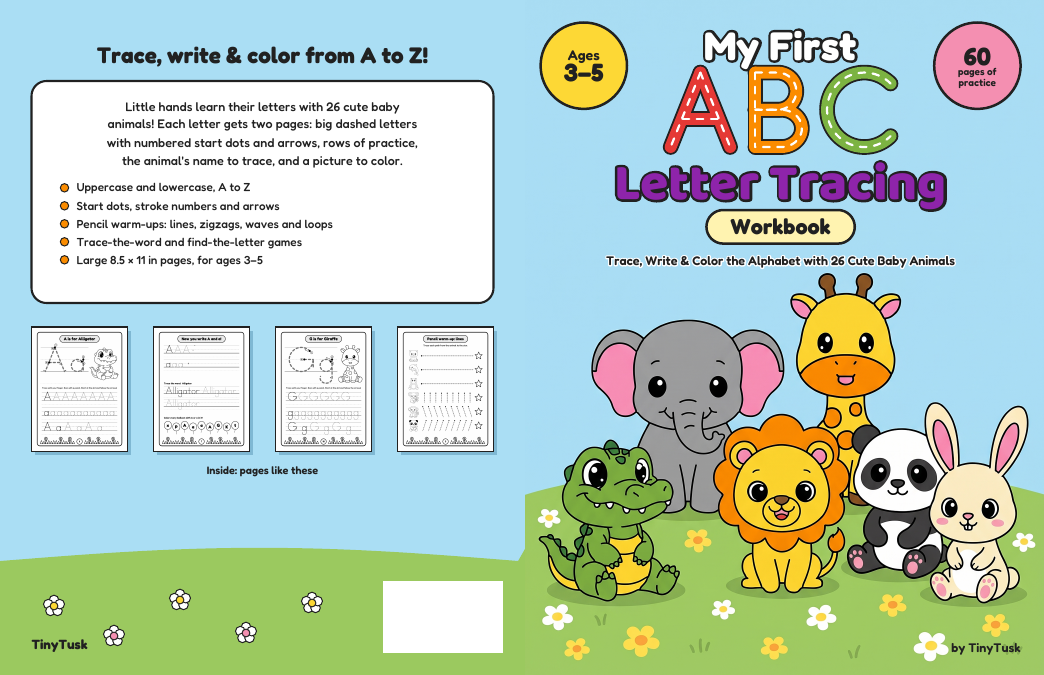 Trace, write & color from A to Z!
Little hands learn their letters with 26 cute baby
animals! Each letter gets two pages: big dashed letters
with numbered start dots and arrows, rows of practice,
the animal's name to trace, and a picture to color.
Uppercase and lowercase, A to Z
Start dots, stroke numbers and arrows
Pencil warm-ups: lines, zigzags, waves and loops
Trace-the-word and find-the-letter games
Large 8.5 × 11 in pages, for ages 3–5
A is for Alligator
Now you write A and a!
G is for Giraffe
Pencil warm-up: lines
Alligator Alligator
Inside: pages like these
TinyTusk
Ages
3–5
My First
ABC
Letter Tracing
Workbook
60
pages of
practice
Trace, Write & Color the Alphabet with 26 Cute Baby Animals
by TinyTusk